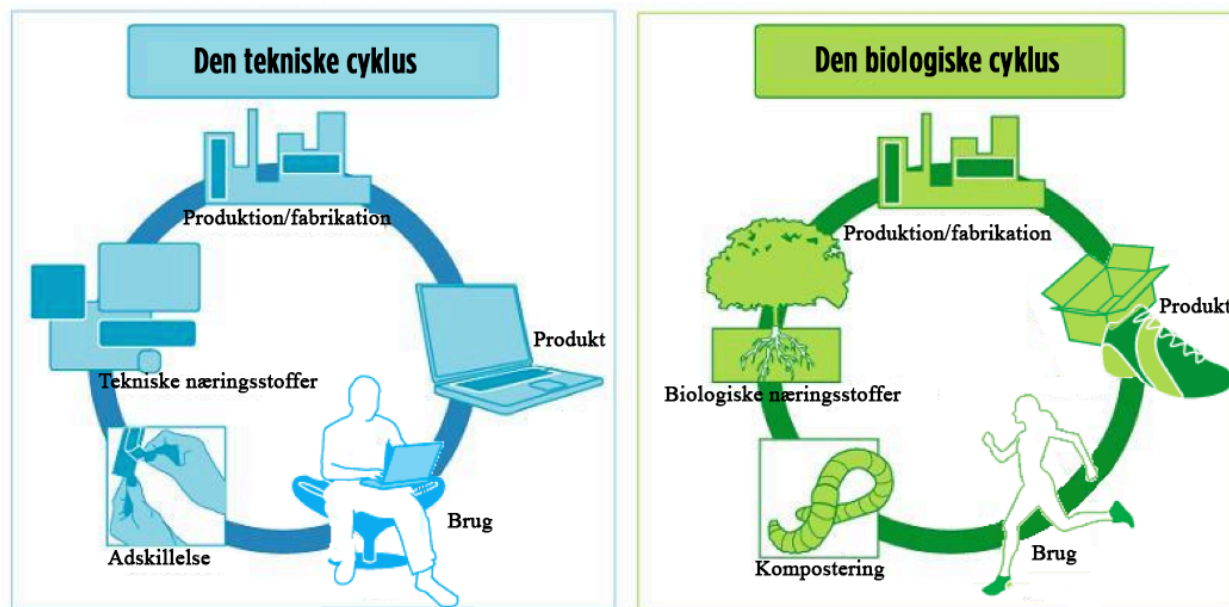 Den tekniske cyklus
Produktion/fabrikation
Produkt
Tekniske næringsstoffer
Brug
Adskillelse
Den biologiske cyklus
Produktion/fabrikation
Produkt
Biologiske næringsstoffer
Brug
Kompostering